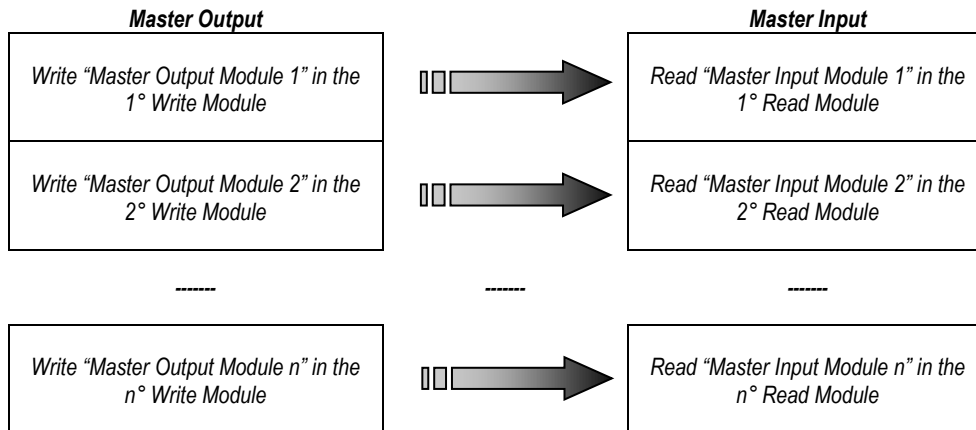 Master Output
Master Input
Write “Master Output Module 1” in the
1° Write Module
Read “Master Input Module 1” in the
1° Read Module
Write “Master Output Module 2” in the
2° Write Module
Read “Master Input Module 2” in the
2° Read Module
-------
-------
-------
Write “Master Output Module n” in the
n° Write Module
Read “Master Input Module n” in the
n° Read Module